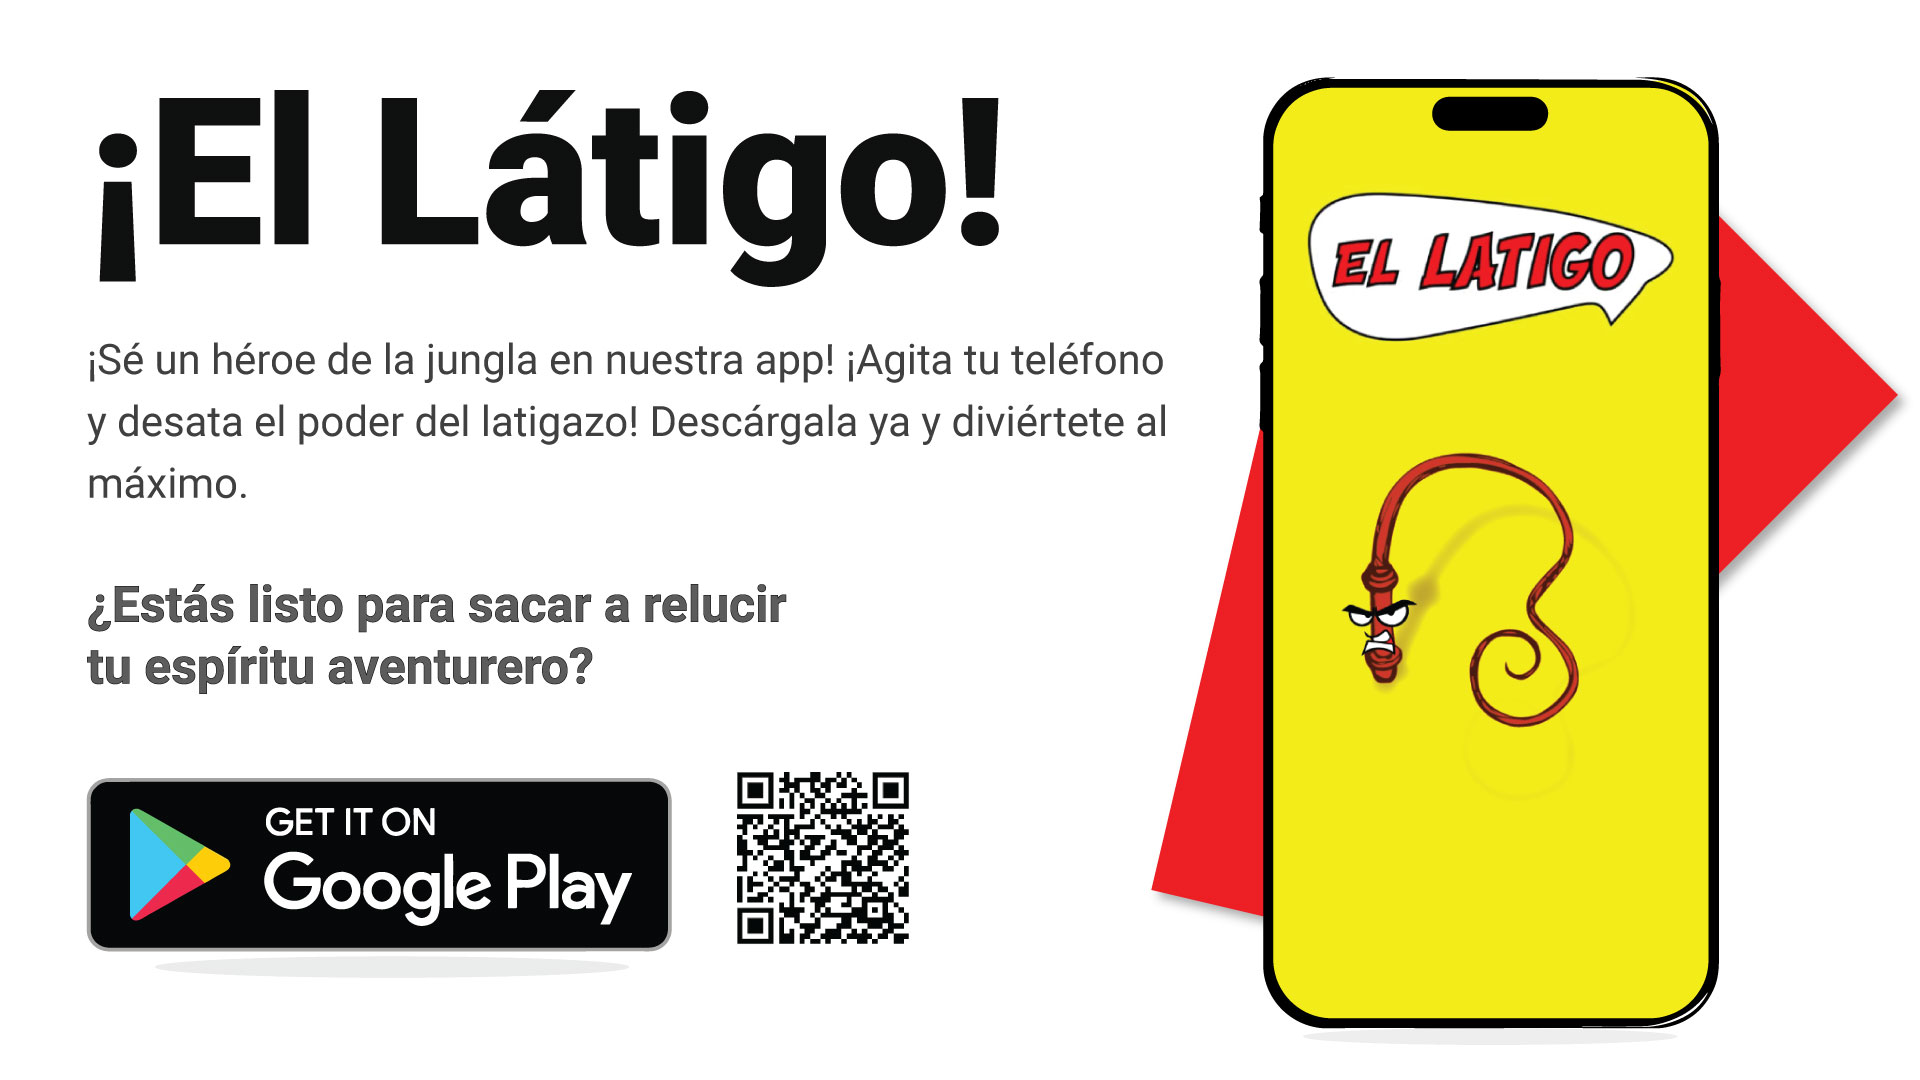 ¡El Látigo!
¡Sé un héroe de la jungla en nuestra app! ¡Agita tu teléfono
y desata el poder del latigazo! Descárgala ya y diviértete al
máximo.
¿Estás listo para sacar a relucir
tu espíritu aventurero?
GET IT ON
Google Play
EL LATIGO